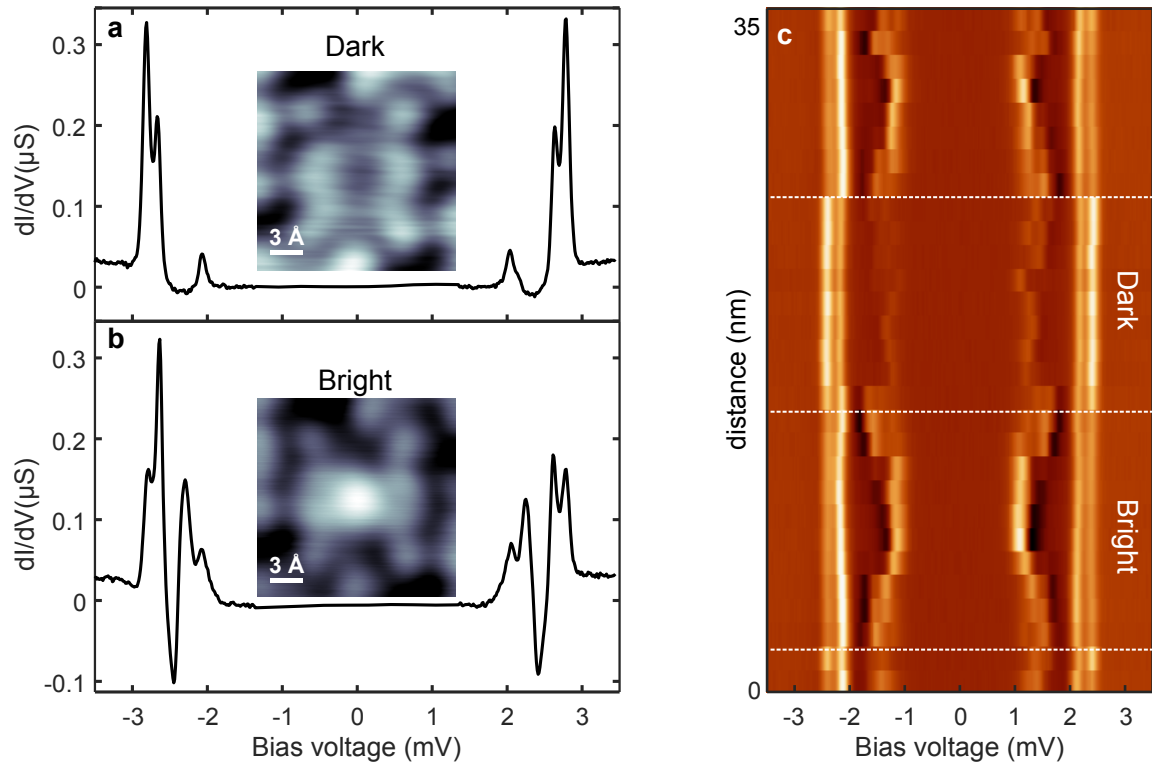 a
Dark
3 Å
0.3
0.2
0.1
0
dI/dV(µS)
b
Bright
3 Å
0.3
0.2
0.1
0
-0.1
dI/dV(µS)
-3 -2 -1 0 1 2 3
Bias voltage (mV)
c
35
0
distance (nm)
Dark
Bright
-3 -2 -1 0 1 2 3
Bias voltage (mV)